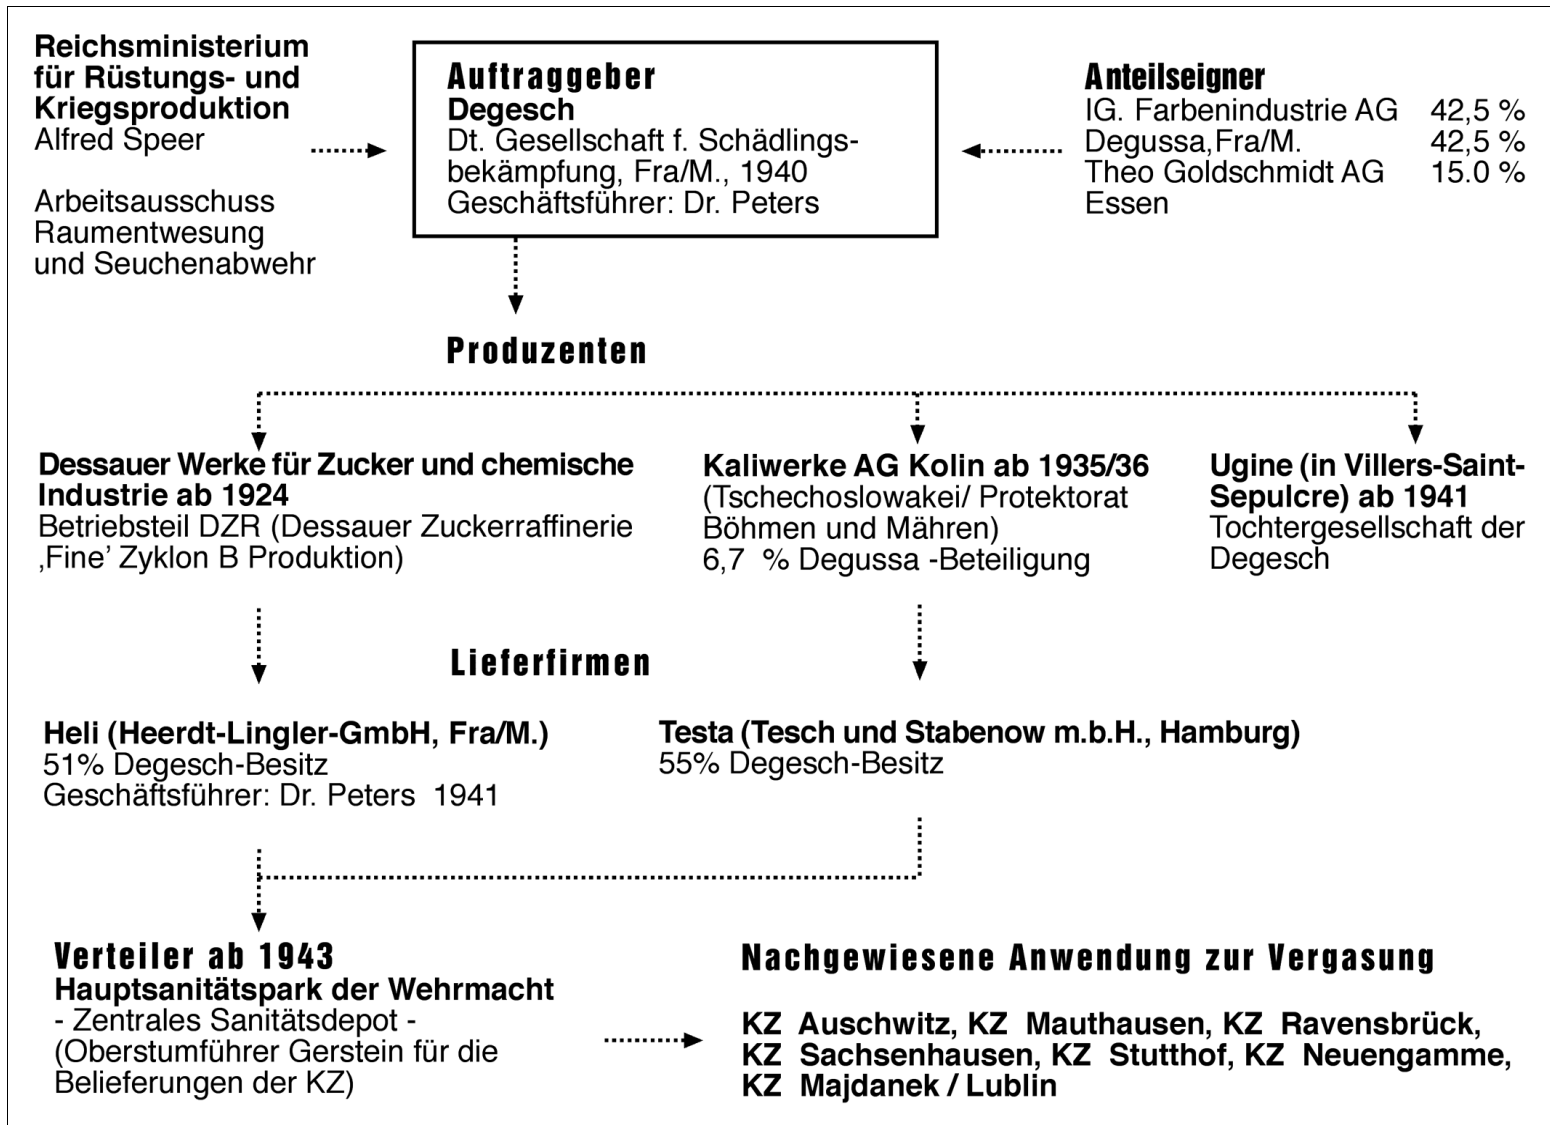 Reichsministerium
für Rüstungs- und
Kriegsproduktion
Alfred Speer
Arbeitsausschuss
Raumentwesung
und Seuchenabwehr
Auftraggeber
Degesch
Dt. Gesellschaft f. Schädlings-
bekämpfung, Fra/M., 1940
Geschäftsführer: Dr. Peters
Anteilseigner
IG. Farbenindustrie AG 42,5 %
Degussa,Fra/M. 42,5 %
Theo Goldschmidt AG 15.0 %
Essen
Produzenten
Dessauer Werke für Zucker und chemische
Industrie ab 1924
Betriebsteil DZR (Dessauer Zuckerraffinerie
‚Fine’ Zyklon B Produktion)
Kaliwerke AG Kolin ab 1935/36
(Tschechoslowakei/ Protektorat
Böhmen und Mähren)
6,7 % Degussa -Beteiligung
Ugine (in Villers-Saint-
Sepulcre) ab 1941
Tochtergesellschaft der
Degesch
Lieferfirmen
Heli (Heerdt-Lingler-GmbH, Fra/M.)
51% Degesch-Besitz
Geschäftsführer: Dr. Peters 1941
Testa (Tesch und Stabenow m.b.H., Hamburg)
55% Degesch-Besitz
Verteiler ab 1943
Hauptsanitätspark der Wehrmacht
- Zentrales Sanitätsdepot -
(Oberstumführer Gerstein für die
Belieferungen der KZ)
Nachgewiesene Anwendung zur Vergasung
KZ Auschwitz, KZ Mauthausen, KZ Ravensbrück,
KZ Sachsenhausen, KZ Stutthof, KZ Neuengamme,
KZ Majdanek / Lublin